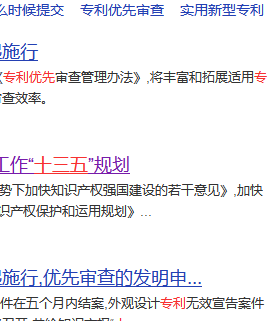 么时候提交 专利优先审查 实用新型专利
施行
专利优先审查管理办法》,将丰富和拓展适用专
审查效率。
工作“十三五”规划
势下加快知识产权强国建设的若干意见》,加快
识产权保护和运用规划》…
施行,优先审查的发明申...
件在五个月内结案,外观设计专利无效宣告案件